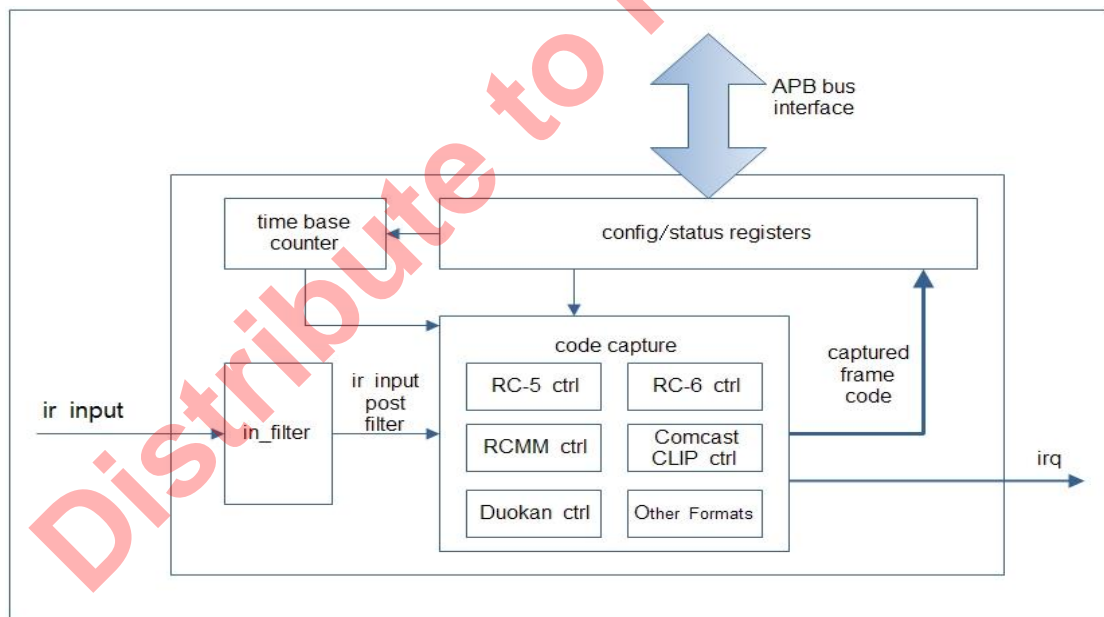 APB bus
interface
time base
counter
config/status registers
code capture
RC-5 ctrl
RC-6 ctrl
captured
frame
code
ir input
post
filter
ir input
in_filter
RCMM ctrl
Comcast
CLIP ctrl
irq
Duokan ctrl
Other Formats
Distribute to